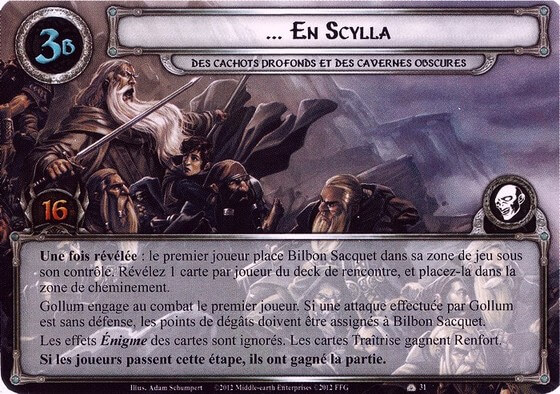 3B
... En Scylla
Des cachots profonds et des cavernes obscures
16
Une fois révélée : le premier joueur place Bilbon Sacquet dans sa zone de jeu sous
son contrôle. Révélez 1 carte par joueur du deck de rencontre, et placez-la dans la
zone de cheminement.
Gollum engage au combat le premier joueur. Si une attaque effectuée par Gollum
est sans défense, les points de dégâts doivent être assignés à Bilbon Sacquet.
Les effets Énigme des cartes sont ignorés. Les cartes Traîtrise gagnent Renfort.
Si les joueurs passent cette étape, ils ont gagné la partie.
Illus. Adam Schumpert ©2012 Middle-earth Enterprises ©2012 FFG 31